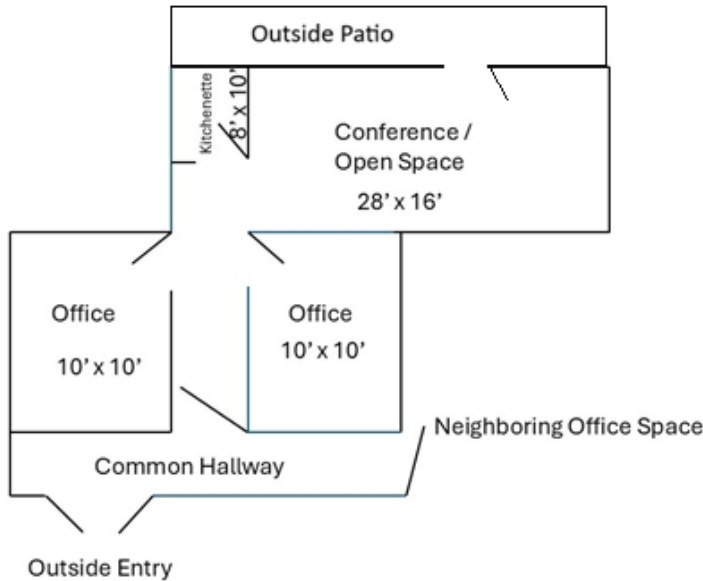 Outside Patio
Kitchenette
8’ x 10’
Conference /
Open Space
28’ x 16’
Office
10’ x 10’
Office
10’ x 10’
Neighboring Office Space
Common Hallway
Outside Entry